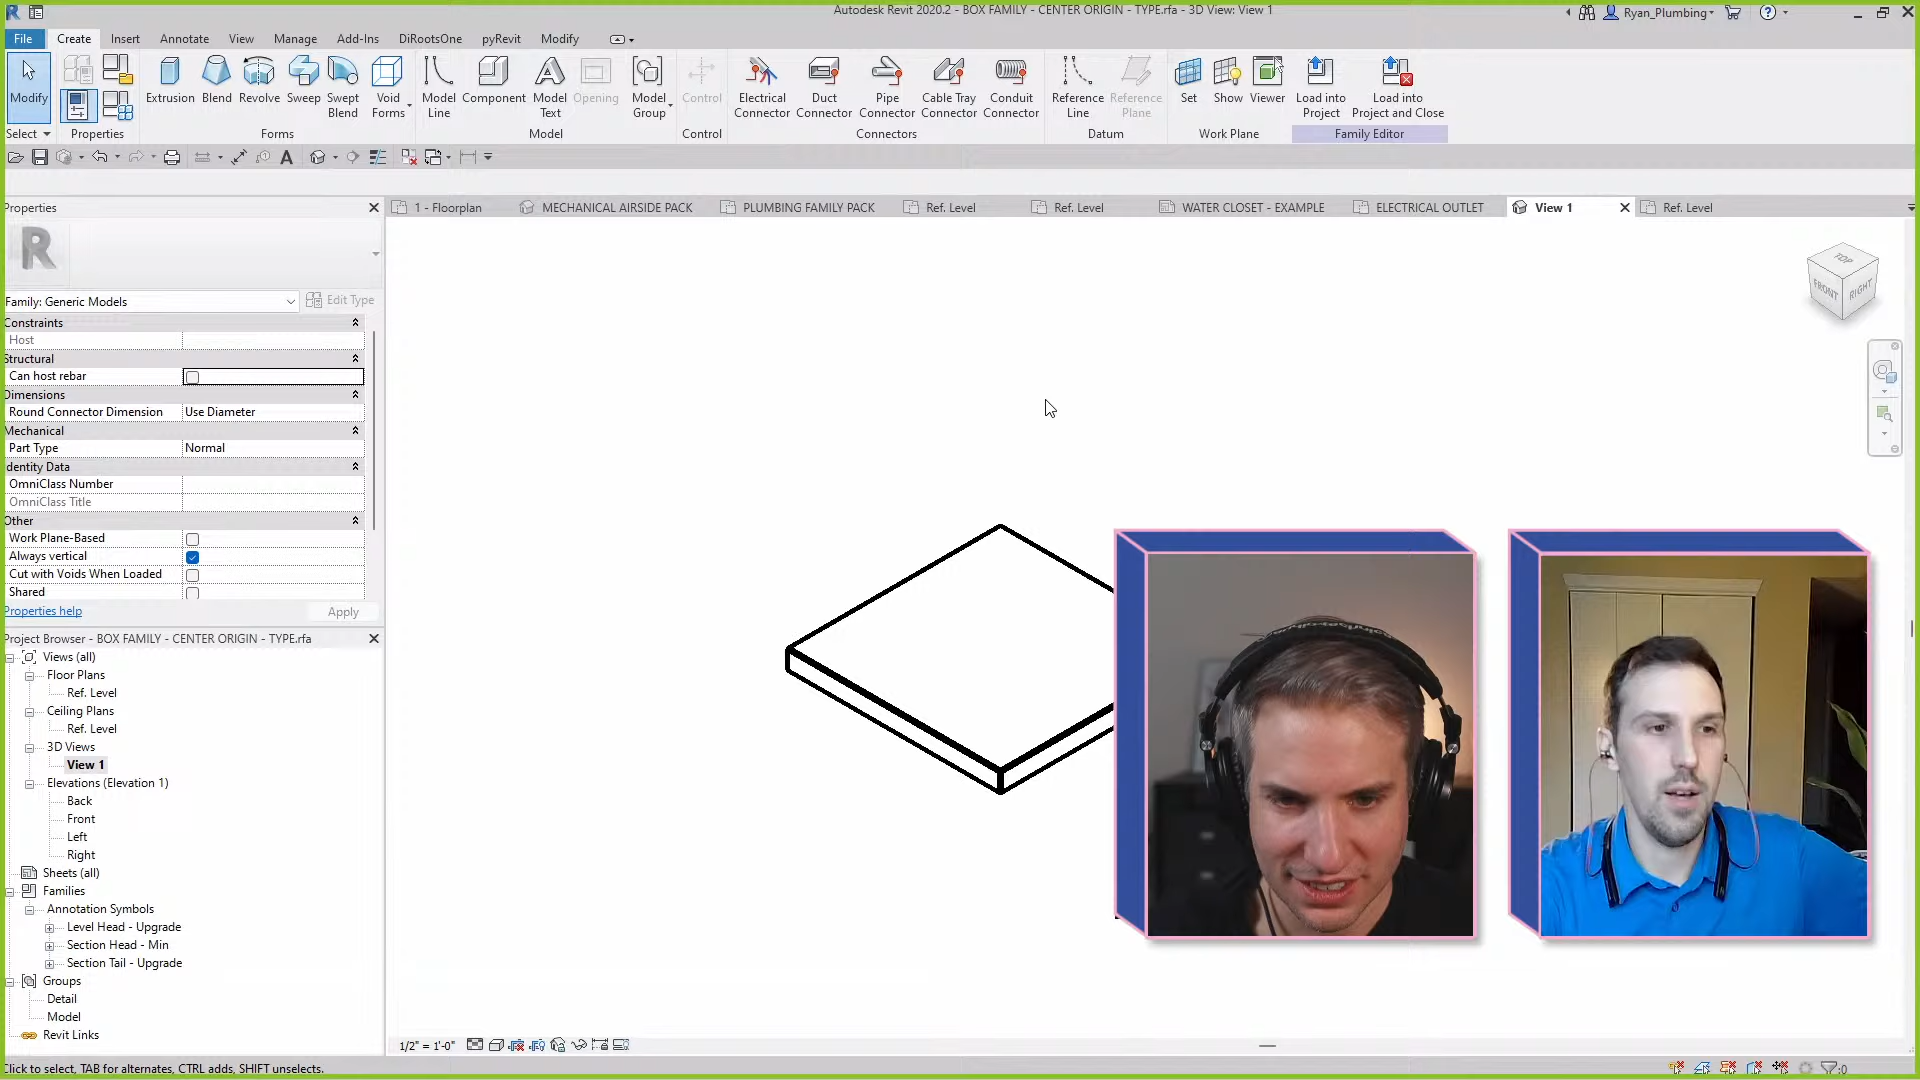 Autodesk Revit 2020.2 - BOX FAMILY - CENTER ORIGIN - TYPE.rfa - 3D View: View 1
Ryan_Plumbing
File Create Insert Annotate View Manage Add-Ins DiRootsOne pyRevit Modify
Modify
Extrusion Blend Revolve Sweep Swept Blend Void Forms
Model Line Component Model Text Opening Model Group Control
Electrical Connector Duct Connector Pipe Connector Cable Tray Connector Conduit Connector
Reference Line Reference Plane Set Show Viewer Load into Project Load into Project and Close
Select Properties Forms Model Control Connectors Datum Work Plane Family Editor
Properties
1 - Floorplan MECHANICAL AIRSIDE PACK PLUMBING FAMILY PACK Ref. Level Ref. Level WATER CLOSET - EXAMPLE ELECTRICAL OUTLET View 1 Ref. Level
TOP
FRONT RIGHT
Family: Generic Models Edit Type
Constraints
Host
Structural
Can host rebar
Dimensions
Round Connector Dimension Use Diameter
Mechanical
Part Type Normal
dentity Data
OmniClass Number
OmniClass Title
Other
Work Plane-Based
Always vertical
Cut with Voids When Loaded
Shared
Properties help Apply
Project Browser - BOX FAMILY - CENTER ORIGIN - TYPE.rfa
Views (all)
Floor Plans
Ref. Level
Ceiling Plans
Ref. Level
3D Views
View 1
Elevations (Elevation 1)
Back
Front
Left
Right
Sheets (all)
Families
Annotation Symbols
Level Head - Upgrade
Section Head - Min
Section Tail - Upgrade
Groups
Detail
Model
Revit Links
1/2" = 1'-0"
Click to select, TAB for alternates, CTRL adds, SHIFT unselects.
:0